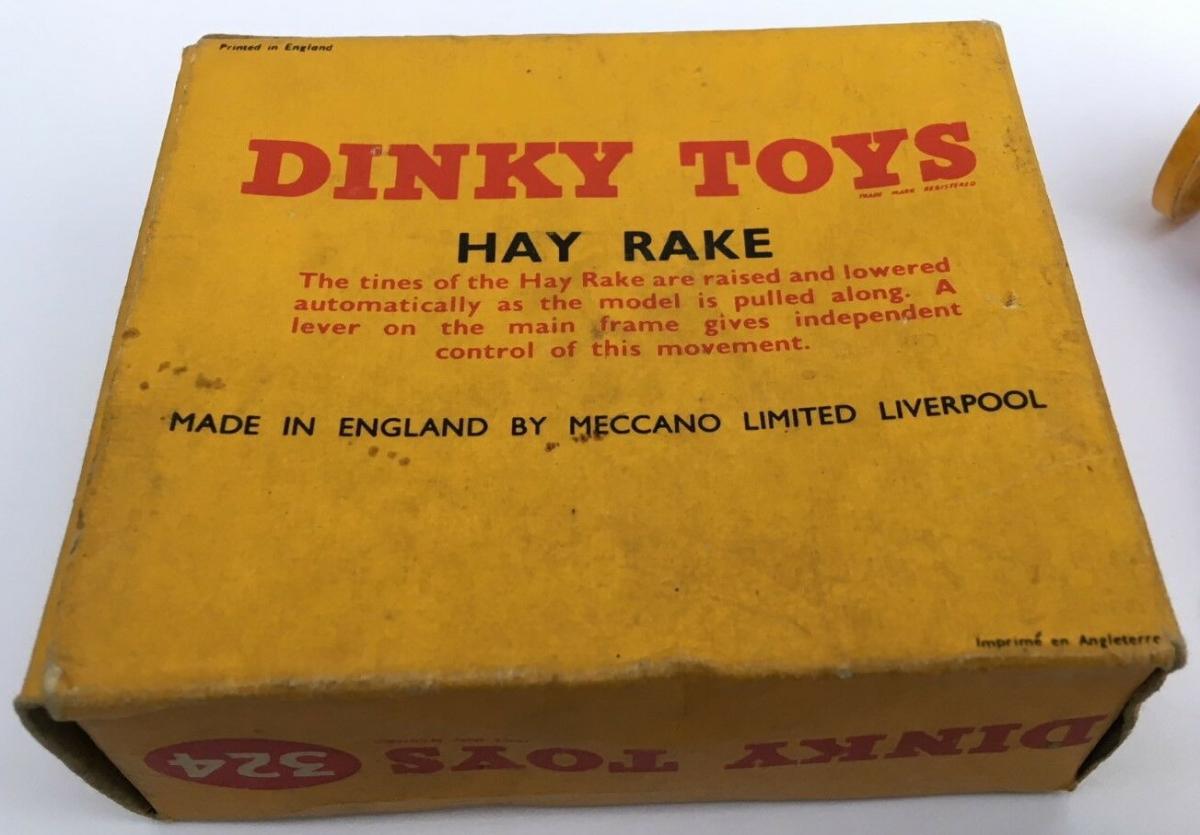 Printed in England
DINKY TOYS
TRADE MARK REGISTERED
HAY RAKE
The tines of the Hay Rake are raised and lowered
automatically as the model is pulled along. A
lever on the main frame gives independent
control of this movement.
MADE IN ENGLAND BY MECCANO LIMITED LIVERPOOL
Imprimé en Angleterre
DINKY TOYS 324